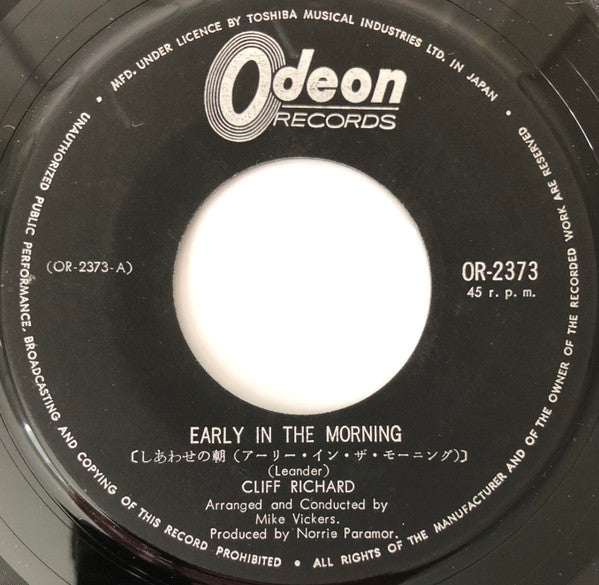 • MFD. UNDER LICENCE BY TOSHIBA MUSICAL INDUSTRIES LTD. IN JAPAN •
Odeon
RECORDS
(OR-2373-A)
OR-2373
45 r. p. m.
EARLY IN THE MORNING
〔しあわせの朝(アーリー・イン・ザ・モーニング)〕
(Leander)
CLIFF RICHARD
Arranged and Conducted by
Mike Vickers.
Produced by Norrie Paramor.
UNAUTHORIZED PUBLIC PERFORMANCE, BROADCASTING AND COPYING OF THIS RECORD PROHIBITED • ALL RIGHTS OF THE MANUFACTURER AND OF THE OWNER OF THE RECORDED WORK ARE RESERVED